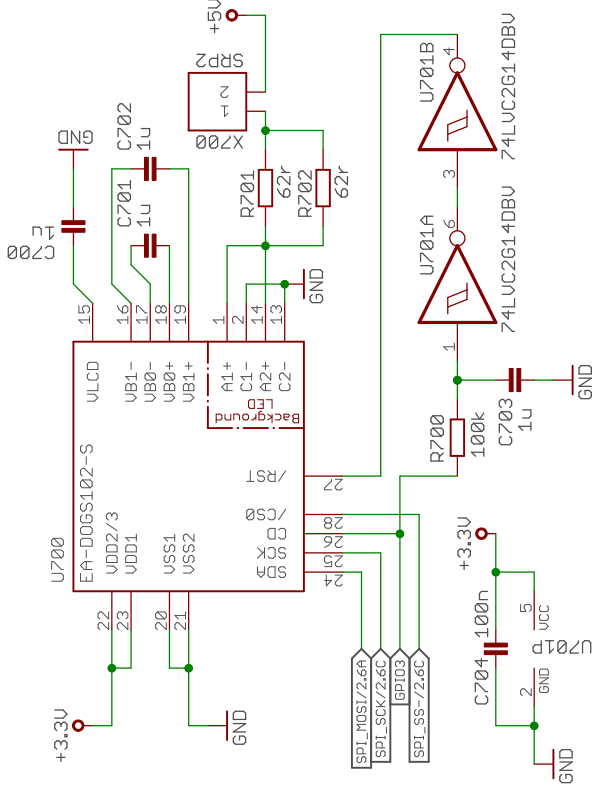 +5V
SRP2
2
1
X700
GND
C702
1u
C701
1u
C700
1u
R701
62r
R702
62r
GND
15
16
17
18
19
1
2
14
13
VLCD
VB1-
VB0-
VB0+
VB1+
A1+
C1-
A2+
C2-
Background
LED
U700
EA-DOGS102-S
VDD2/3
VDD1
VSS1
VSS2
/RST
/CS0
CD
SCK
SDA
27
28
26
25
24
22
23
20
21
+3.3V
GND
SPI_MOSI/2.6A
SPI_SCK/2.6C
GPIO3
SPI_SS-/2.6C
U701B
4
3
74LVC2G14DBV
U701A
6
1
74LVC2G14DBV
R700
100k
C703
1u
GND
+3.3V
C704
100n
5
VCC
U701P
2
GND
GND